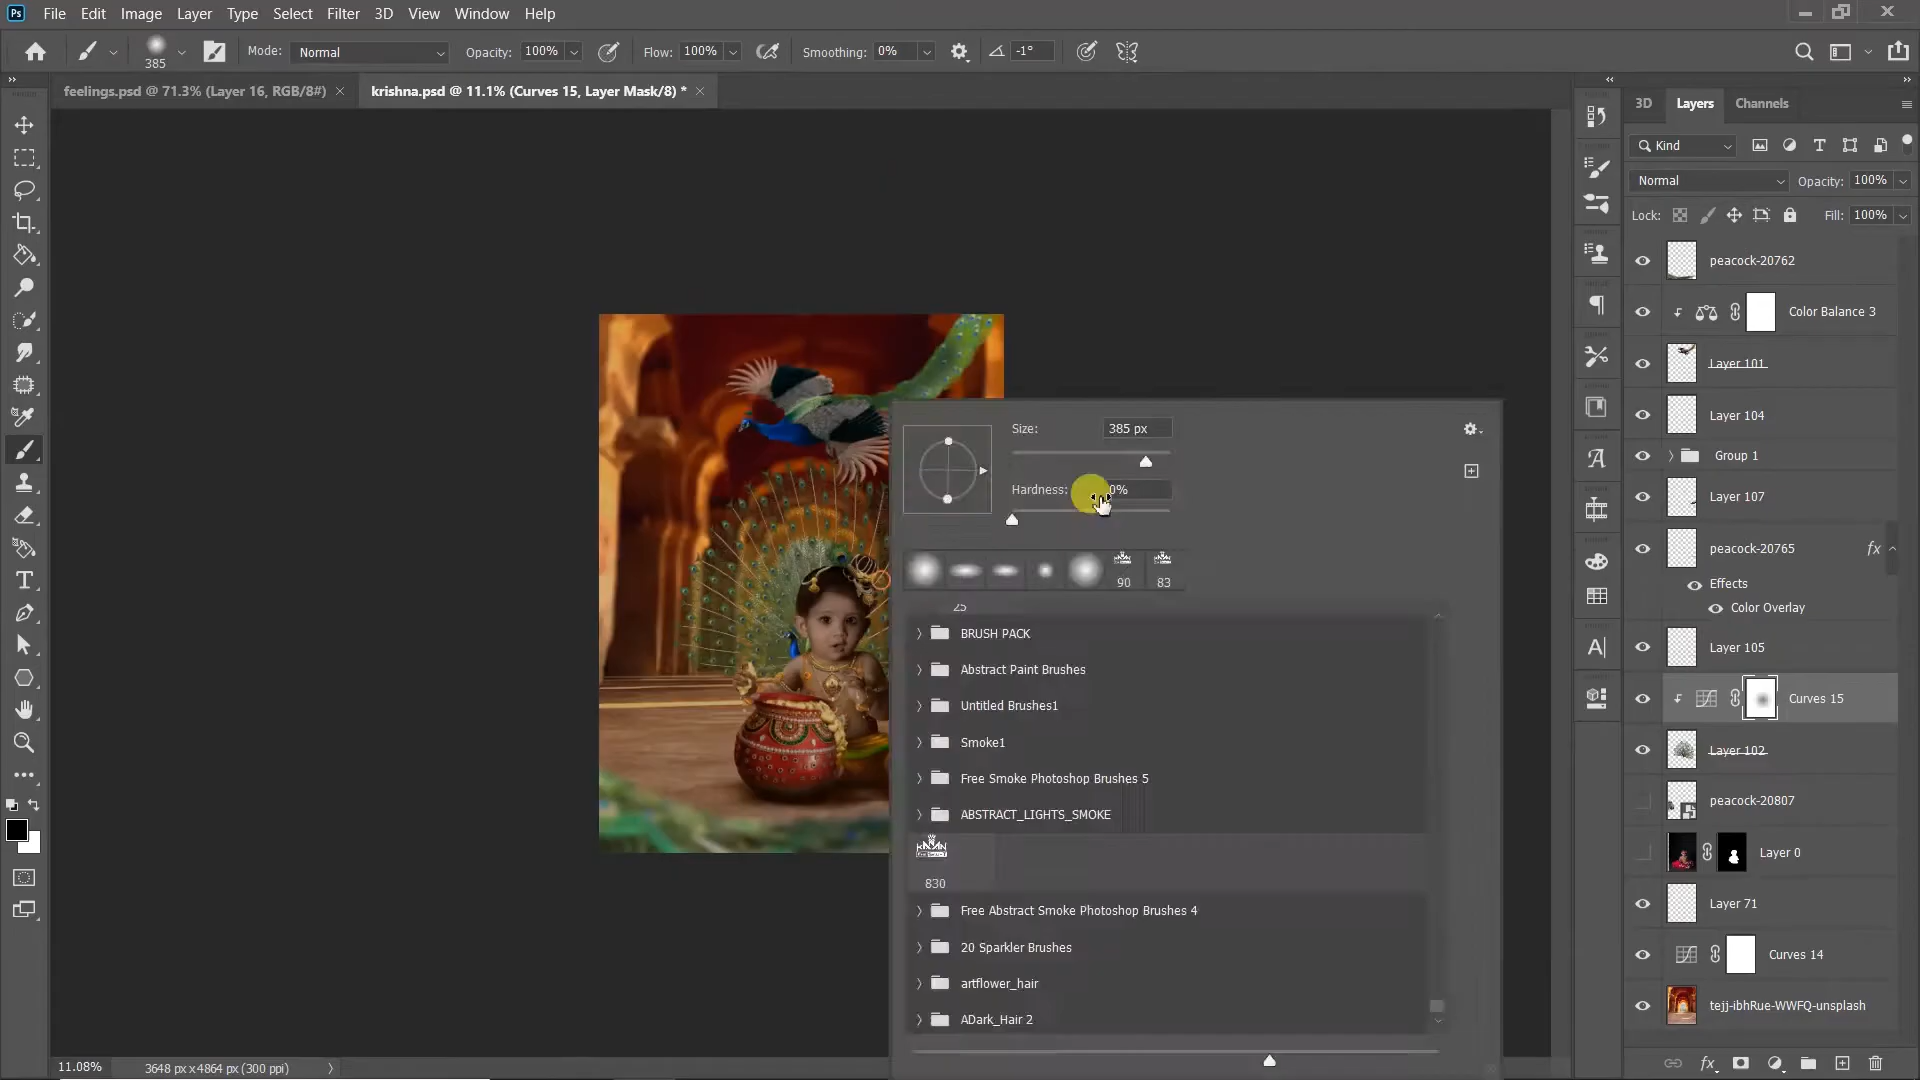 Ps File Edit Image Layer Type Select Filter 3D View Window Help
385 Mode: Normal Opacity: 100% Flow: 100% Smoothing: 0% -1°
feelings.psd @ 71.3% (Layer 16, RGB/8#) krishna.psd @ 11.1% (Curves 15, Layer Mask/8) *
3D Layers Channels
Kind
Normal Opacity: 100%
Lock: Fill: 100%
peacock-20762
Color Balance 3
Layer 101
Layer 104
Group 1
Layer 107
peacock-20765 fx
Effects
Color Overlay
Layer 105
Curves 15
Layer 102
peacock-20807
Layer 0
Layer 71
Curves 14
tejj-ibhRue-WWFQ-unsplash
Size: 385 px
Hardness: 0%
90 83
25
BRUSH PACK
Abstract Paint Brushes
Untitled Brushes1
Smoke1
Free Smoke Photoshop Brushes 5
ABSTRACT_LIGHTS_SMOKE
830
Free Abstract Smoke Photoshop Brushes 4
20 Sparkler Brushes
artflower_hair
ADark_Hair 2
11.08% 3648 px x 4864 px (300 ppi)
fx